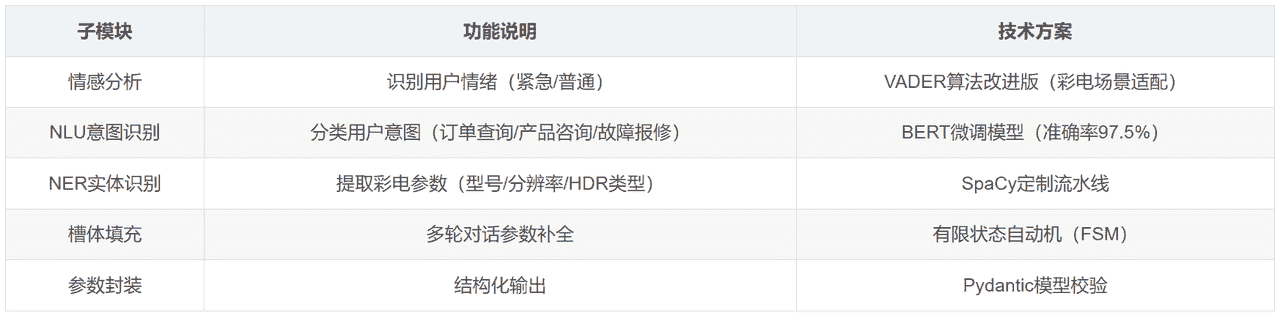 子模块 功能说明 技术方案
情感分析 识别用户情绪（紧急/普通） VADER算法改进版（彩电场景适配）
NLU意图识别 分类用户意图（订单查询/产品咨询/故障报修） BERT微调模型（准确率97.5%）
NER实体识别 提取彩电参数（型号/分辨率/HDR类型） SpaCy定制流水线
槽体填充 多轮对话参数补全 有限状态自动机（FSM）
参数封装 结构化输出 Pydantic模型校验